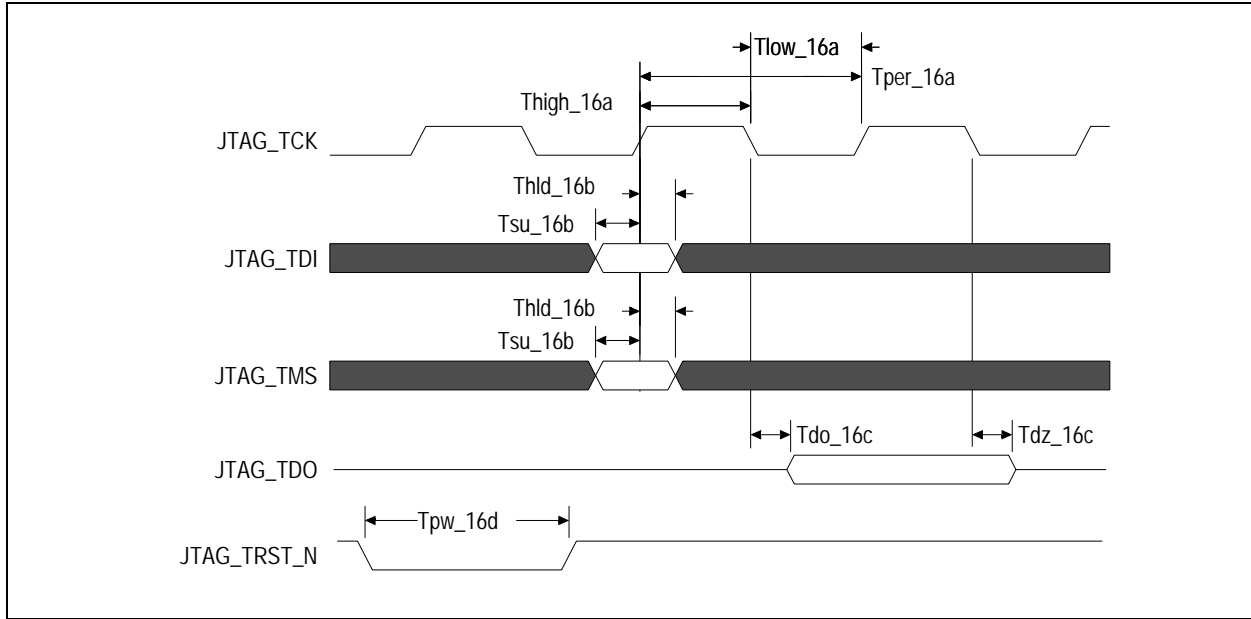 Tlow_16a
Tper_16a
Thigh_16a
JTAG_TCK
Thld_16b
Tsu_16b
JTAG_TDI
Thld_16b
Tsu_16b
JTAG_TMS
Tdo_16c
Tdz_16c
JTAG_TDO
Tpw_16d
JTAG_TRST_N